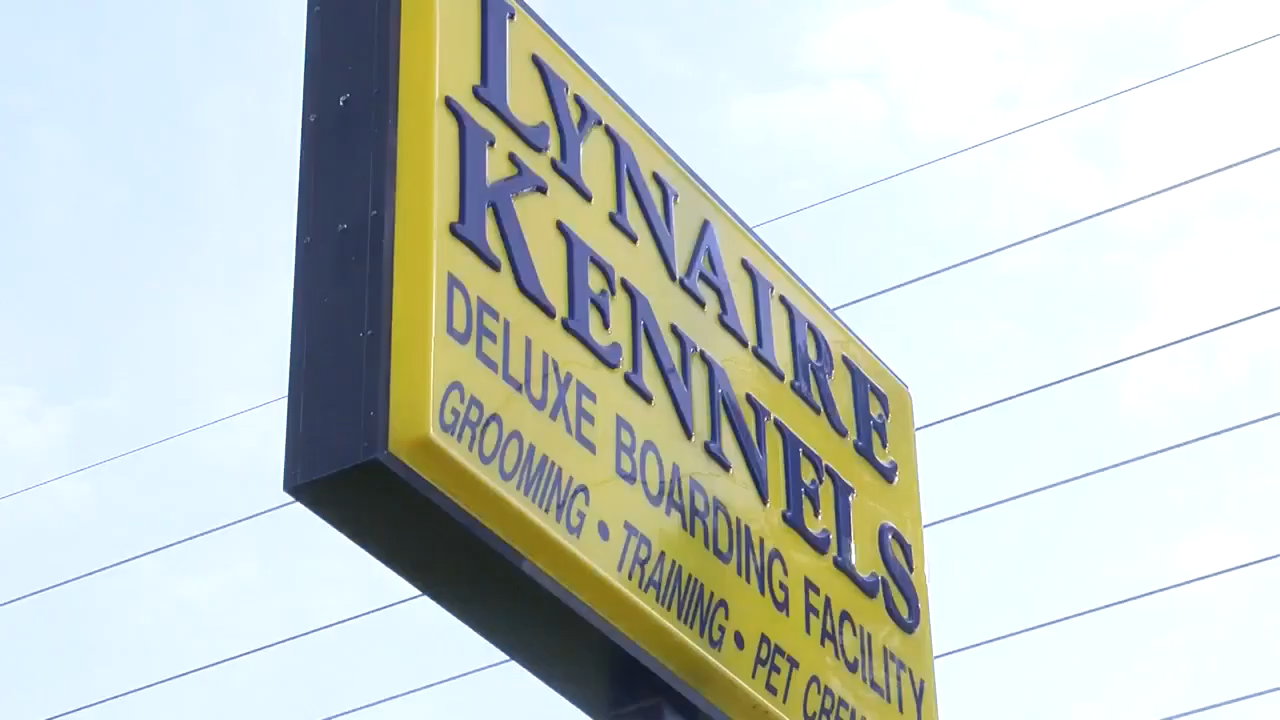 LYNAIRE
KENNELS
DELUXE BOARDING FACILITY
GROOMING • TRAINING • PET